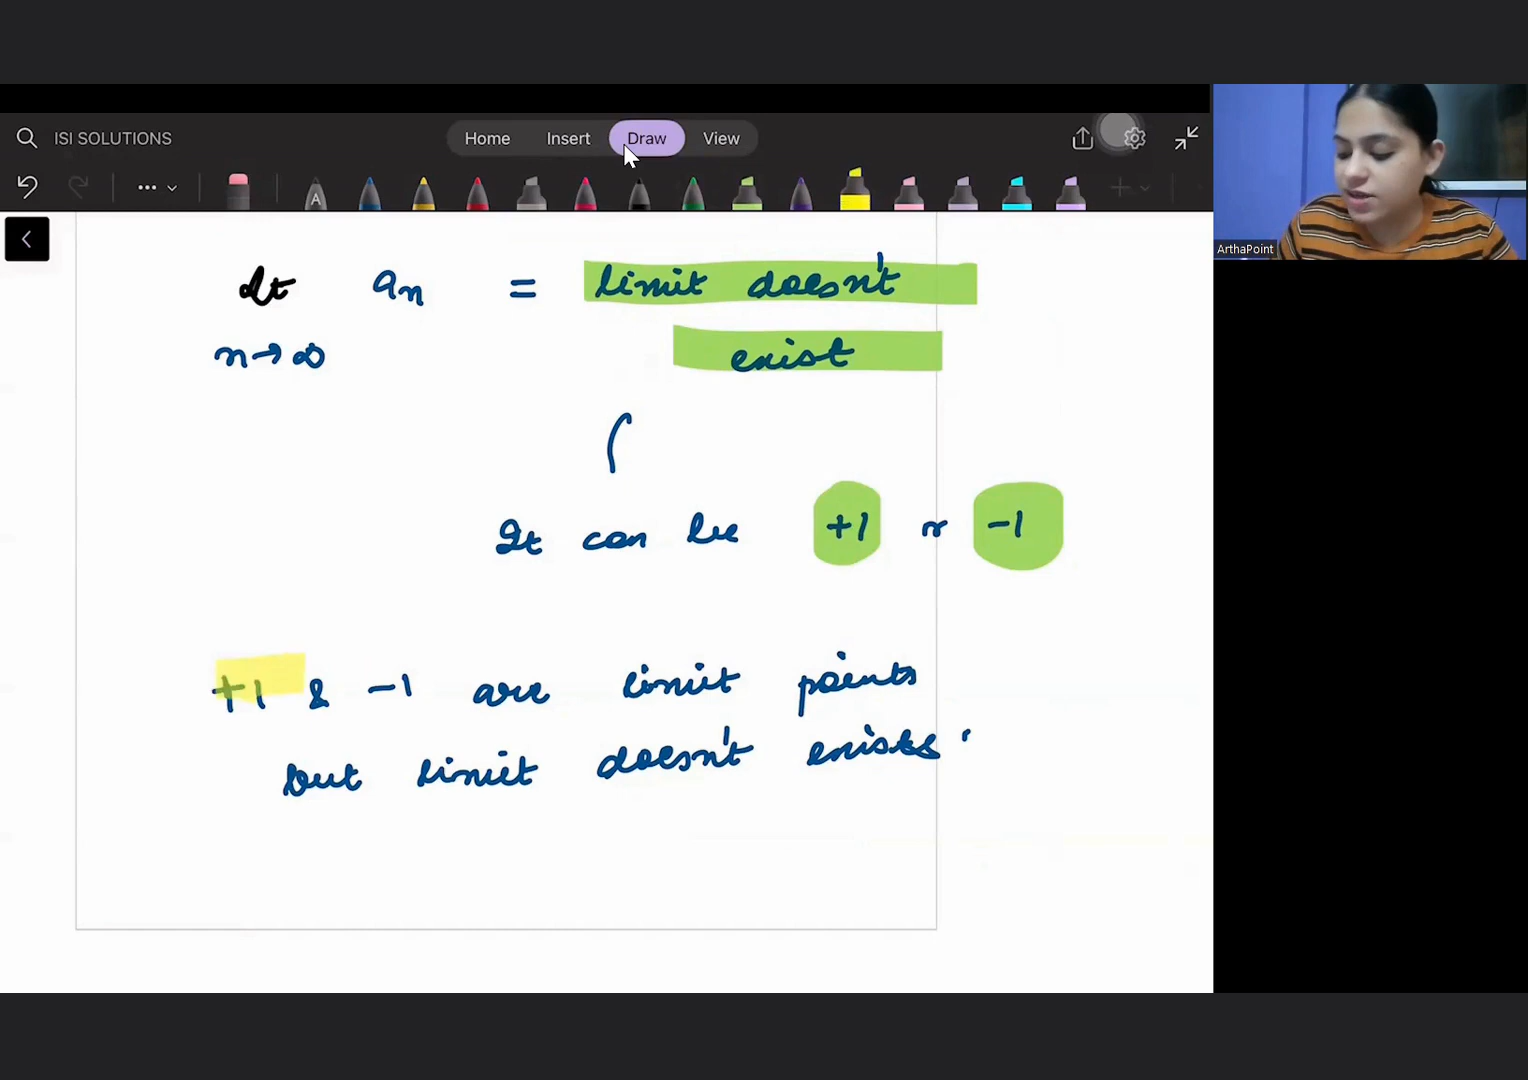 ISI SOLUTIONS
Home Insert Draw View
A
ArthaPoint
lt an = limit doesn't
n→∞ exist
It can be +1 or -1
+1 & -1 are limit points
but limit doesn't exists.